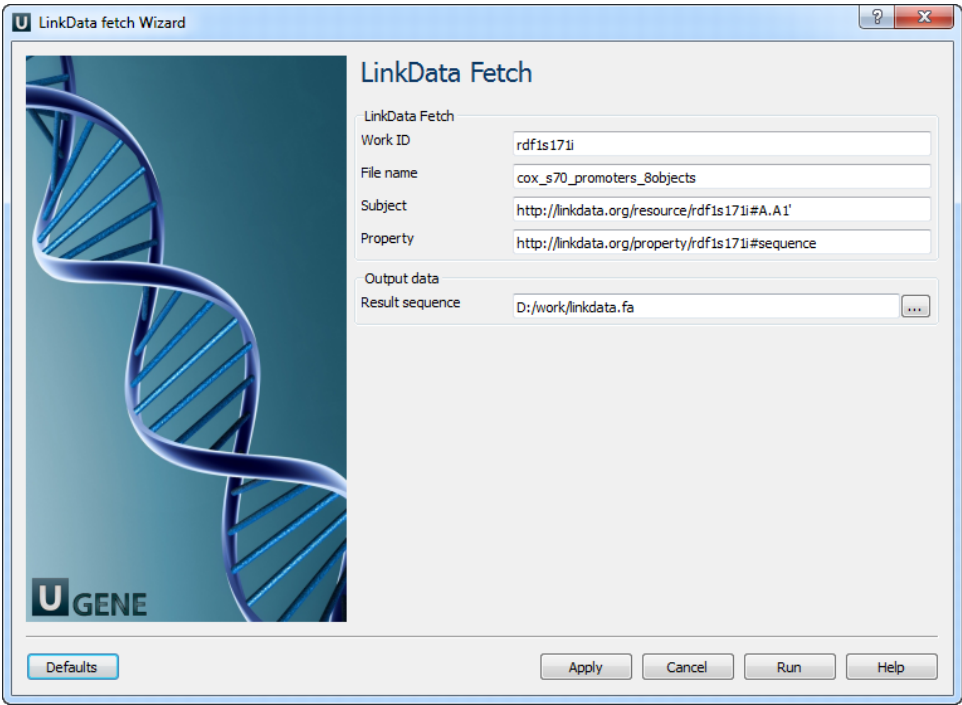 U LinkData fetch Wizard
?
LinkData Fetch
LinkData Fetch
Work ID rdf1s171i
File name cox_s70_promoters_8objects
Subject http://linkdata.org/resource/rdf1s171i#A.A1'
Property http://linkdata.org/property/rdf1s171i#sequence
Output data
Result sequence D:/work/linkdata.fa ...
U GENE
Defaults Apply Cancel Run Help